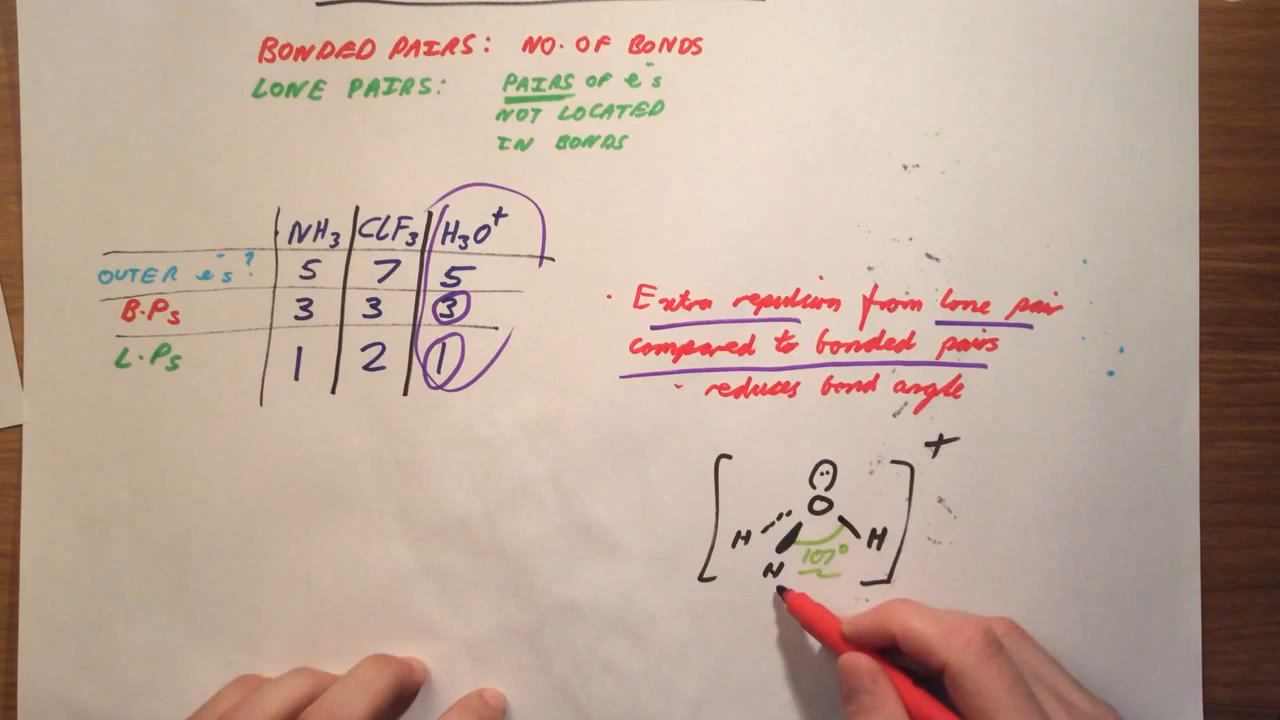 BONDED PAIRS: NO. OF BONDS
LONE PAIRS: PAIRS OF e⁻s
NOT LOCATED
IN BONDS
NH₃ ClF₃ H₃O⁺
OUTER e⁻s? 5 7 5
B.Ps 3 3 3
L.Ps 1 2 1
· Extra repulsion from lone pair
compared to bonded pairs
· reduces bond angle
[ ]⁺
O
H H
107°
H